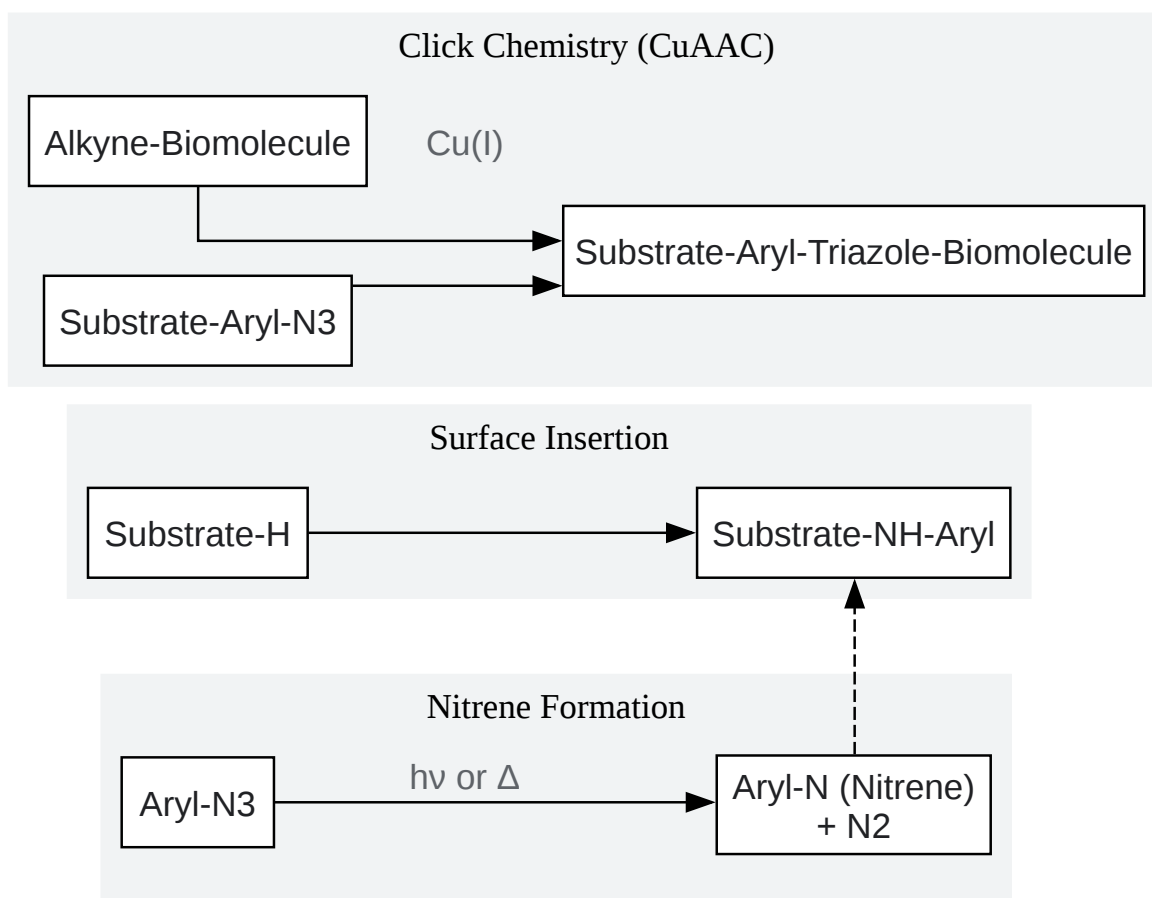 Click Chemistry (CuAAC)
Alkyne-Biomolecule
Cu(I)
Substrate-Aryl-Triazole-Biomolecule
Substrate-Aryl-N3
Surface Insertion
Substrate-H
Substrate-NH-Aryl
Nitrene Formation
hν or Δ
Aryl-N3
Aryl-N (Nitrene)
+ N2